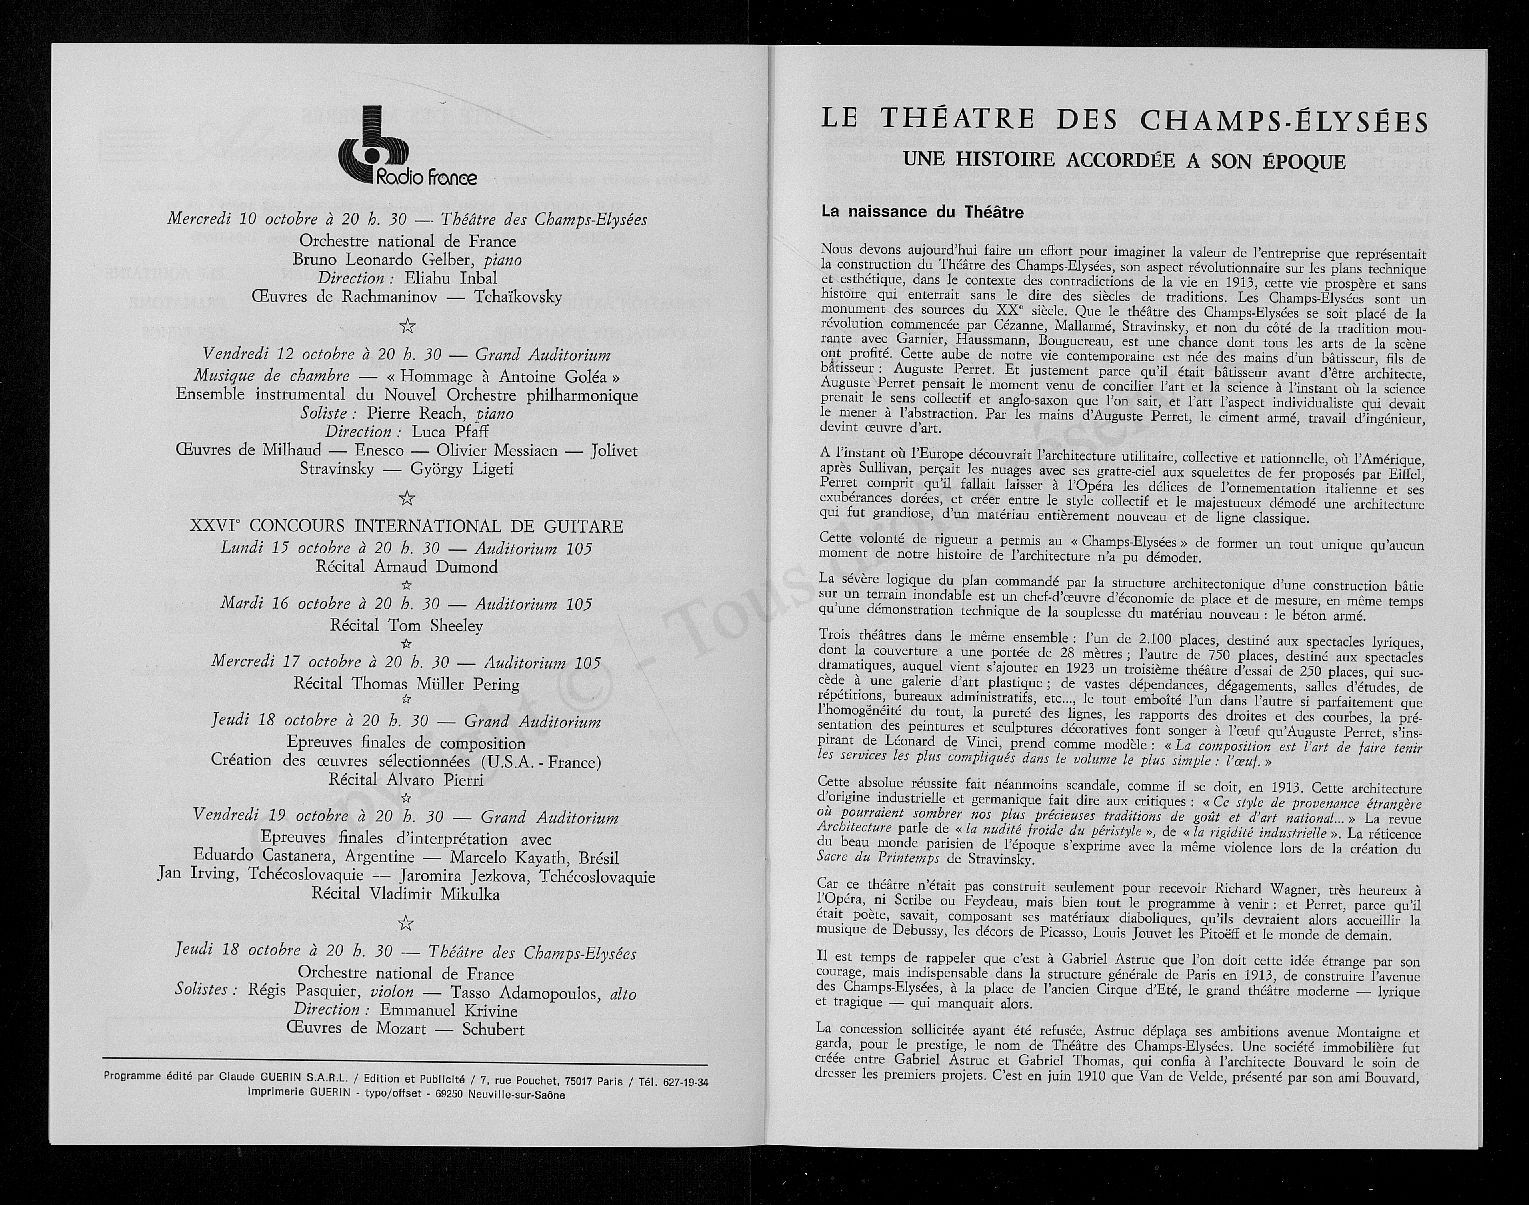 Radio france
Mercredi 10 octobre à 20 h. 30 — Théâtre des Champs-Elysées
Orchestre national de France
Bruno Leonardo Gelber, piano
Direction : Eliahu Inbal
Œuvres de Rachmaninov — Tchaïkovsky
Vendredi 12 octobre à 20 h. 30 — Grand Auditorium
Musique de chambre — « Hommage à Antoine Goléa »
Ensemble instrumental du Nouvel Orchestre philharmonique
Soliste : Pierre Reach, piano
Direction : Luca Pfaff
Œuvres de Milhaud — Enesco — Olivier Messiaen — Jolivet
Stravinsky — György Ligeti
XXVIe CONCOURS INTERNATIONAL DE GUITARE
Lundi 15 octobre à 20 h. 30 — Auditorium 105
Récital Arnaud Dumond
Mardi 16 octobre à 20 h. 30 — Auditorium 105
Récital Tom Sheeley
Mercredi 17 octobre à 20 h. 30 — Auditorium 105
Récital Thomas Müller Pering
Jeudi 18 octobre à 20 h. 30 — Grand Auditorium
Epreuves finales de composition
Création des œuvres sélectionnées (U.S.A. - France)
Récital Alvaro Pierri
Vendredi 19 octobre à 20 h. 30 — Grand Auditorium
Epreuves finales d'interprétation avec
Eduardo Castanera, Argentine — Marcelo Kayath, Brésil
Jan Irving, Tchécoslovaquie — Jaromira Jezkova, Tchécoslovaquie
Récital Vladimir Mikulka
Jeudi 18 octobre à 20 h. 30 — Théâtre des Champs-Elysées
Orchestre national de France
Solistes : Régis Pasquier, violon — Tasso Adamopoulos, alto
Direction : Emmanuel Krivine
Œuvres de Mozart — Schubert
Programme édité par Claude GUERIN S.A.R.L. / Edition et Publicité / 7, rue Pouchet, 75017 Paris / Tél. 627-19-34
Imprimerie GUERIN - typo/offset - 69250 Neuville-sur-Saône
LE THÉATRE DES CHAMPS-ÉLYSÉES
UNE HISTOIRE ACCORDÉE A SON ÉPOQUE
La naissance du Théâtre
Nous devons aujourd'hui faire un effort pour imaginer la valeur de l'entreprise que représentait
la construction du Théâtre des Champs-Elysées, son aspect révolutionnaire sur les plans technique
et esthétique, dans le contexte des contradictions de la vie en 1913, cette vie prospère et sans
histoire qui enterrait sans le dire des siècles de traditions. Les Champs-Elysées sont un
monument des sources du XXe siècle. Que le théâtre des Champs-Elysées se soit placé de la
révolution commencée par Cézanne, Mallarmé, Stravinsky, et non du côté de la tradition mou-
rante avec Garnier, Haussmann, Bouguereau, est une chance dont tous les arts de la scène
ont profité. Cette aube de notre vie contemporaine est née des mains d'un bâtisseur, fils de
bâtisseur : Auguste Perret. Et justement parce qu'il était bâtisseur avant d'être architecte,
Auguste Perret pensait le moment venu de concilier l'art et la science à l'instant où la science
prenait le sens collectif et anglo-saxon que l'on sait, et l'art l'aspect individualiste qui devait
le mener à l'abstraction. Par les mains d'Auguste Perret, le ciment armé, travail d'ingénieur,
devint œuvre d'art.
A l'instant où l'Europe découvrait l'architecture utilitaire, collective et rationnelle, où l'Amérique,
après Sullivan, perçait les nuages avec ses gratte-ciel aux squelettes de fer proposés par Eiffel,
Perret comprit qu'il fallait laisser à l'Opéra les délices de l'ornementation italienne et ses
exubérances dorées, et créer entre le style collectif et le majestueux démodé une architecture
qui fut grandiose, d'un matériau entièrement nouveau et de ligne classique.
Cette volonté de rigueur a permis au « Champs-Elysées » de former un tout unique qu'aucun
moment de notre histoire de l'architecture n'a pu démoder.
La sévère logique du plan commandé par la structure architectonique d'une construction bâtie
sur un terrain inondable est un chef-d'œuvre d'économie de place et de mesure, en même temps
qu'une démonstration technique de la souplesse du matériau nouveau : le béton armé.
Trois théâtres dans le même ensemble : l'un de 2.100 places, destiné aux spectacles lyriques,
dont la couverture a une portée de 28 mètres ; l'autre de 750 places, destiné aux spectacles
dramatiques, auquel vient s'ajouter en 1923 un troisième théâtre d'essai de 250 places, qui suc-
cède à une galerie d'art plastique ; de vastes dépendances, dégagements, salles d'études, de
répétitions, bureaux administratifs, etc..., le tout emboîté l'un dans l'autre si parfaitement que
l'homogénéité du tout, la pureté des lignes, les rapports des droites et des courbes, la pré-
sentation des peintures et sculptures décoratives font songer à l'œuf qu'Auguste Perret, s'ins-
pirant de Léonard de Vinci, prend comme modèle : « La composition est l'art de faire tenir
les services les plus compliqués dans le volume le plus simple : l'œuf. »
Cette absolue réussite fait néanmoins scandale, comme il se doit, en 1913. Cette architecture
d'origine industrielle et germanique fait dire aux critiques : « Ce style de provenance étrangère
où pourraient sombrer nos plus précieuses traditions de goût et d'art national... » La revue
Architecture parle de « la nudité froide du péristyle », de « la rigidité industrielle ». La réticence
du beau monde parisien de l'époque s'exprime avec la même violence lors de la création du
Sacre du Printemps de Stravinsky.
Car ce théâtre n'était pas construit seulement pour recevoir Richard Wagner, très heureux à
l'Opéra, ni Scribe ou Feydeau, mais bien tout le programme à venir : et Perret, parce qu'il
était poète, savait, composant ses matériaux diaboliques, qu'ils devraient alors accueillir la
musique de Debussy, les décors de Picasso, Louis Jouvet les Pitoëff et le monde de demain.
Il est temps de rappeler que c'est à Gabriel Astruc que l'on doit cette idée étrange par son
courage, mais indispensable dans la structure générale de Paris en 1913, de construire l'avenue
des Champs-Elysées, à la place de l'ancien Cirque d'Eté, le grand théâtre moderne — lyrique
et tragique — qui manquait alors.
La concession sollicitée ayant été refusée, Astruc déplaça ses ambitions avenue Montaigne et
garda, pour le prestige, le nom de Théâtre des Champs-Elysées. Une société immobilière fut
créée entre Gabriel Astruc et Gabriel Thomas, qui confia à l'architecte Bouvard le soin de
dresser les premiers projets. C'est en juin 1910 que Van de Velde, présenté par son ami Bouvard,